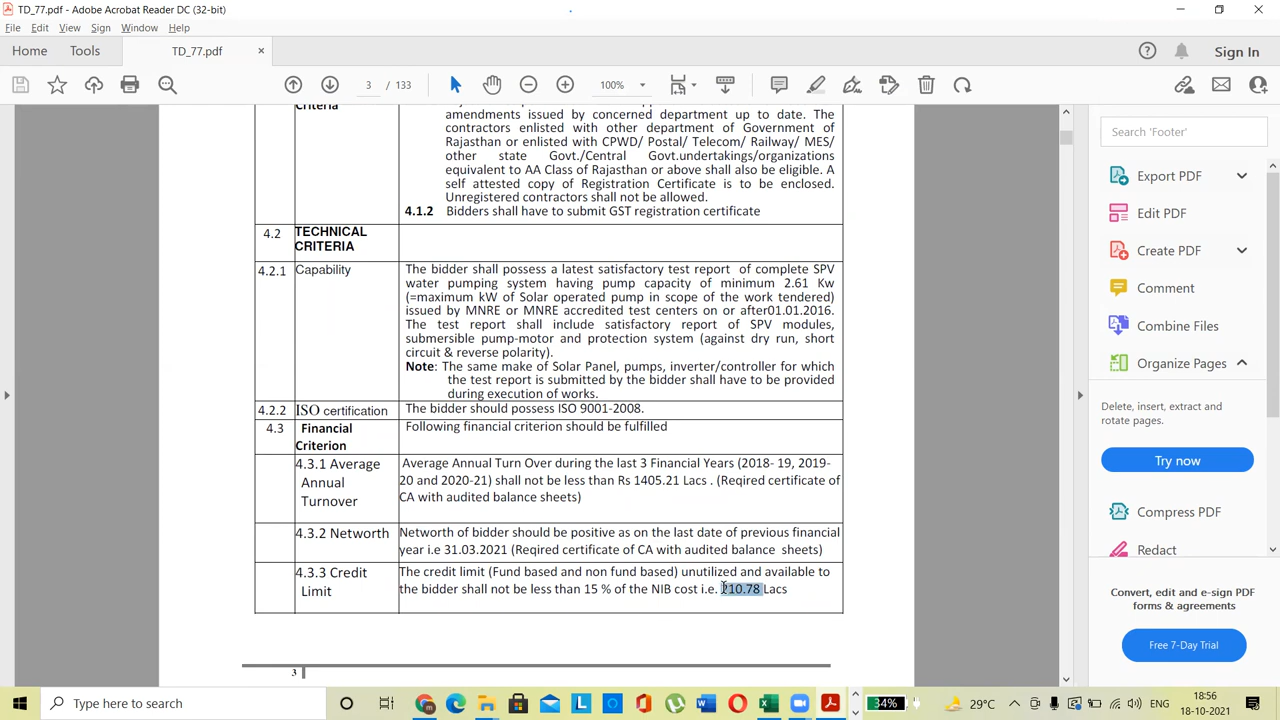 TD_77.pdf - Adobe Acrobat Reader DC (32-bit)
File Edit View Sign Window Help
Home Tools TD_77.pdf × Sign In
3 / 133 100%
Criteria
amendments issued by concerned department up to date. The
contractors enlisted with other department of Government of
Rajasthan or enlisted with CPWD/ Postal/ Telecom/ Railway/ MES/
other state Govt./Central Govt.undertakings/organizations
equivalent to AA Class of Rajasthan or above shall also be eligible. A
self attested copy of Registration Certificate is to be enclosed.
Unregistered contractors shall not be allowed.
4.1.2 Bidders shall have to submit GST registration certificate
4.2 TECHNICAL
CRITERIA
4.2.1 Capability
The bidder shall possess a latest satisfactory test report of complete SPV
water pumping system having pump capacity of minimum 2.61 Kw
(=maximum kW of Solar operated pump in scope of the work tendered)
issued by MNRE or MNRE accredited test centers on or after01.01.2016.
The test report shall include satisfactory report of SPV modules,
submersible pump-motor and protection system (against dry run, short
circuit & reverse polarity).
Note: The same make of Solar Panel, pumps, inverter/controller for which
the test report is submitted by the bidder shall have to be provided
during execution of works.
4.2.2 ISO certification The bidder should possess ISO 9001-2008.
4.3 Financial
Criterion
Following financial criterion should be fulfilled
4.3.1 Average
Annual
Turnover
Average Annual Turn Over during the last 3 Financial Years (2018- 19, 2019-
20 and 2020-21) shall not be less than Rs 1405.21 Lacs . (Reqired certificate of
CA with audited balance sheets)
4.3.2 Networth
Networth of bidder should be positive as on the last date of previous financial
year i.e 31.03.2021 (Reqired certificate of CA with audited balance sheets)
4.3.3 Credit
Limit
The credit limit (Fund based and non fund based) unutilized and available to
the bidder shall not be less than 15 % of the NIB cost i.e. 210.78 Lacs
3
Search 'Footer'
Export PDF
Edit PDF
Create PDF
Comment
Combine Files
Organize Pages
Delete, insert, extract and
rotate pages.
Try now
Compress PDF
Redact
Convert, edit and e-sign PDF
forms & agreements
Free 7-Day Trial
Type here to search
34%
29°C
ENG
18:56
18-10-2021